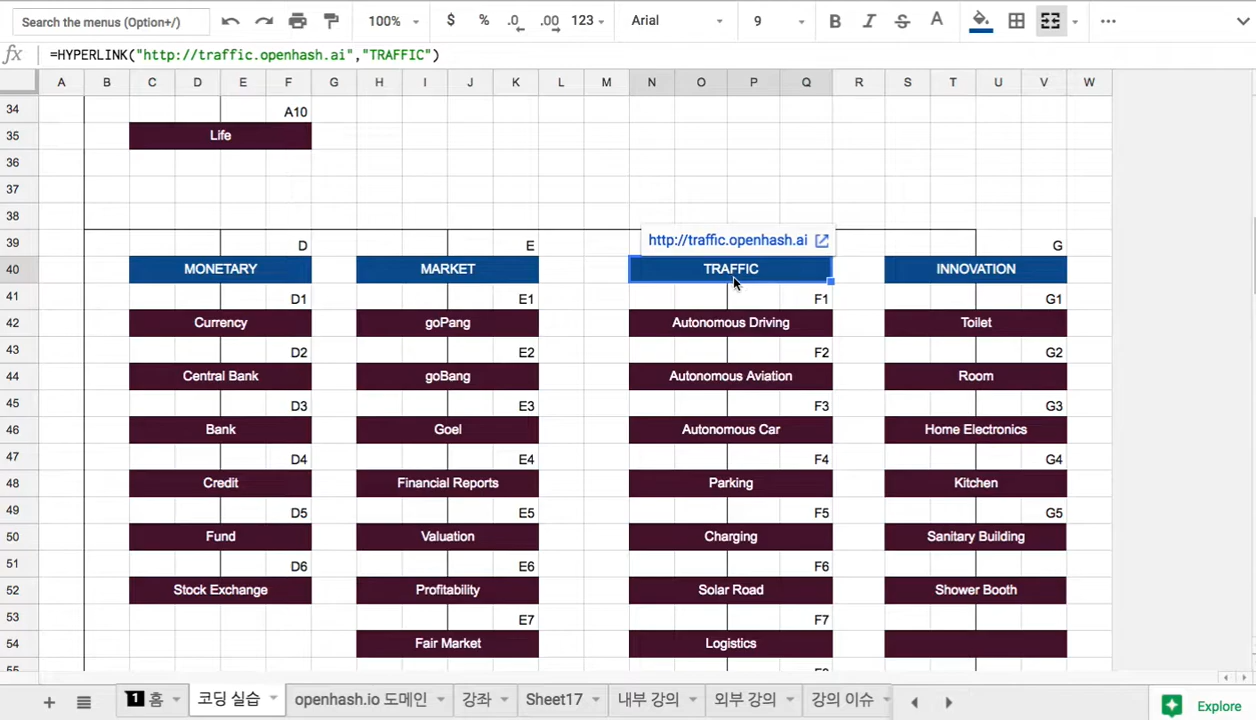 Search the menus (Option+/) 100% $ % .0 .00 123 Arial 9 B I S A
fx =HYPERLINK("http://traffic.openhash.ai","TRAFFIC")
A B C D E F G H I J K L M N O P Q R S T U V W
34 A10
35 Life
36
37
38
http://traffic.openhash.ai
39 D E G
40 MONETARY MARKET TRAFFIC INNOVATION
41 D1 E1 F1 G1
42 Currency goPang Autonomous Driving Toilet
43 D2 E2 F2 G2
44 Central Bank goBang Autonomous Aviation Room
45 D3 E3 F3 G3
46 Bank Goel Autonomous Car Home Electronics
47 D4 E4 F4 G4
48 Credit Financial Reports Parking Kitchen
49 D5 E5 F5 G5
50 Fund Valuation Charging Sanitary Building
51 D6 E6 F6
52 Stock Exchange Profitability Solar Road Shower Booth
53 E7 F7
54 Fair Market Logistics
55
1 홈 코딩 실습 openhash.io 도메인 강좌 Sheet17 내부 강의 외부 강의 강의 이슈 Explore